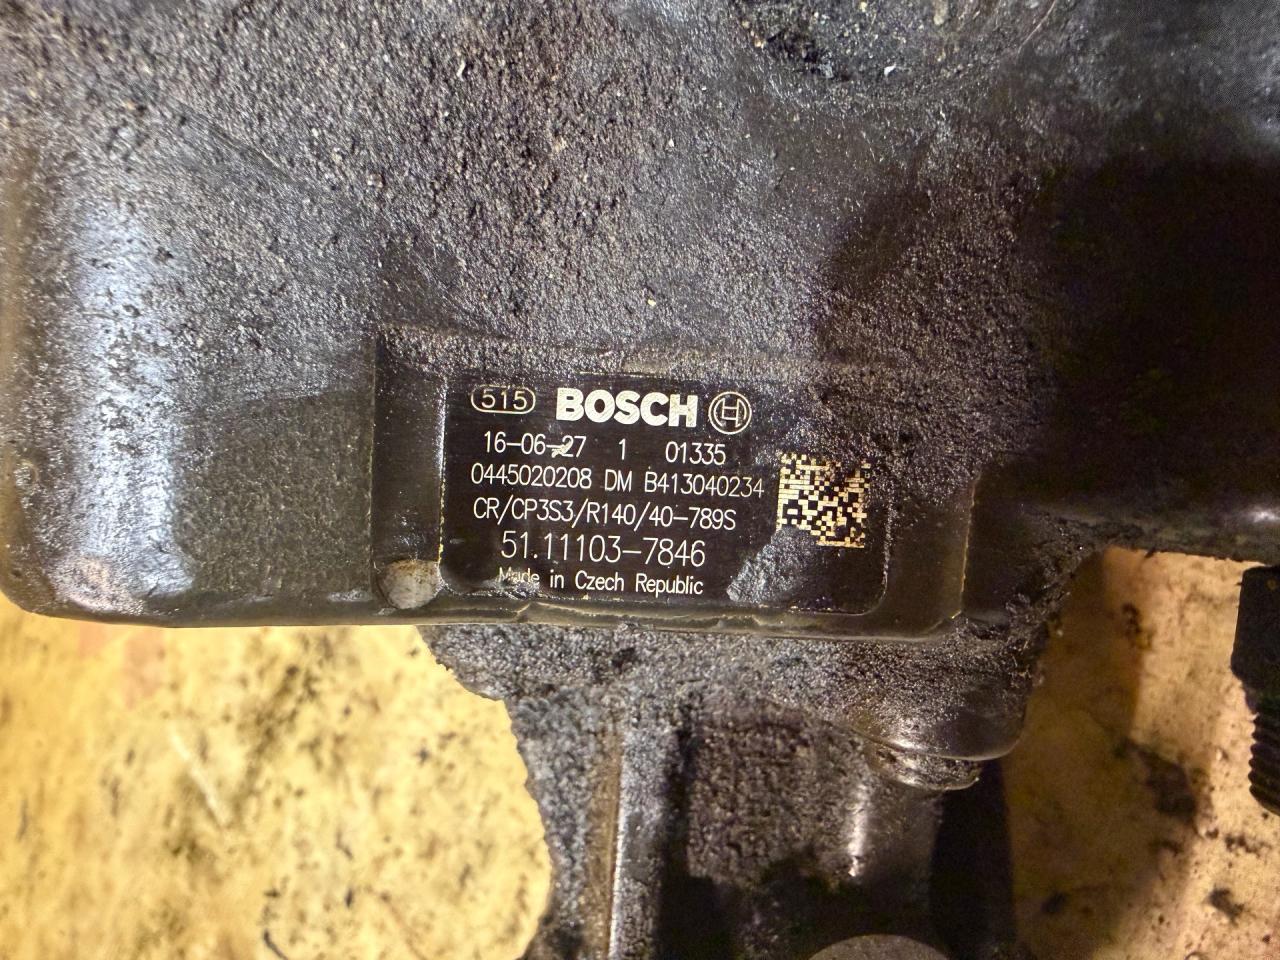 515 BOSCH
16-06-27 1 01335
0445020208 DM B413040234
CR/CP3S3/R140/40-789S
51.11103-7846
Made in Czech Republic